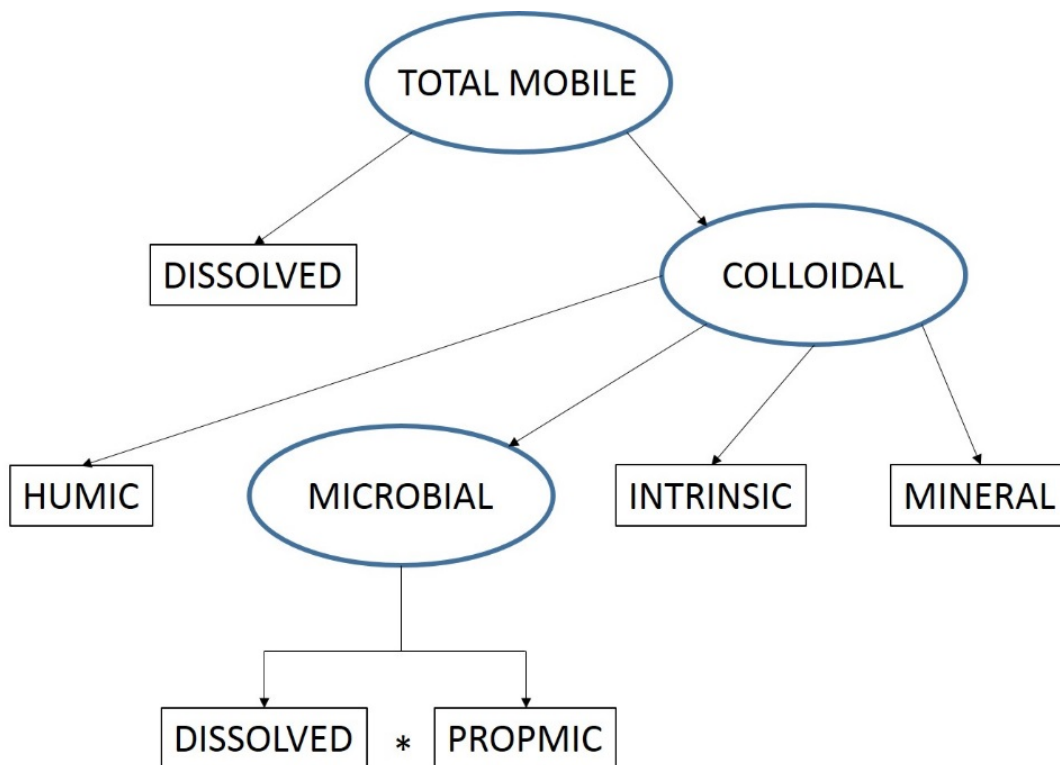 TOTAL MOBILE
DISSOLVED
COLLOIDAL
HUMIC
MICROBIAL
INTRINSIC
MINERAL
DISSOLVED * PROPMIC